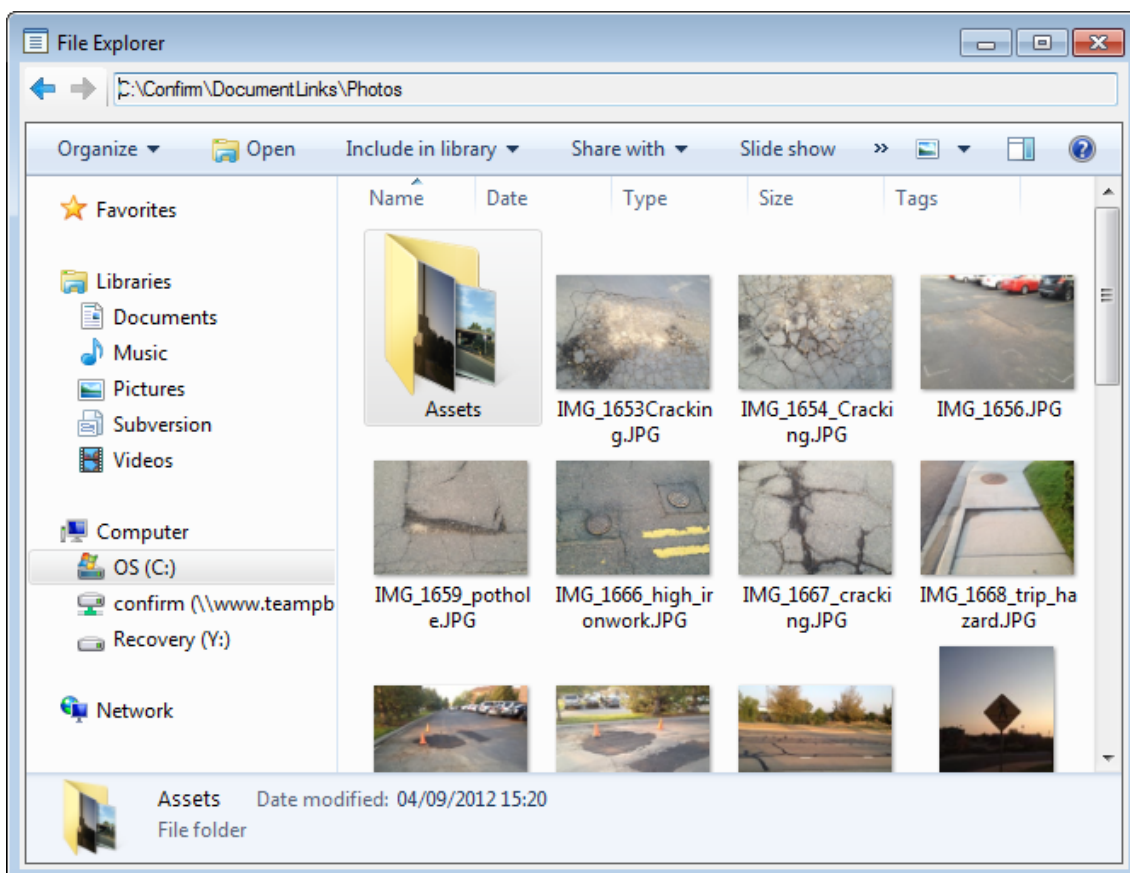 File Explorer
C:\Confirm\DocumentLinks\Photos
Organize Open Include in library Share with Slide show »
Favorites
Libraries
Documents
Music
Pictures
Subversion
Videos
Computer
OS (C:)
confirm (\\www.teampb
Recovery (Y:)
Network
Name Date Type Size Tags
Assets
IMG_1653Crackin
g.JPG
IMG_1654_Cracki
ng.JPG
IMG_1656.JPG
IMG_1659_pothol
e.JPG
IMG_1666_high_ir
onwork.JPG
IMG_1667_cracki
ng.JPG
IMG_1668_trip_ha
zard.JPG
Assets Date modified: 04/09/2012 15:20
File folder